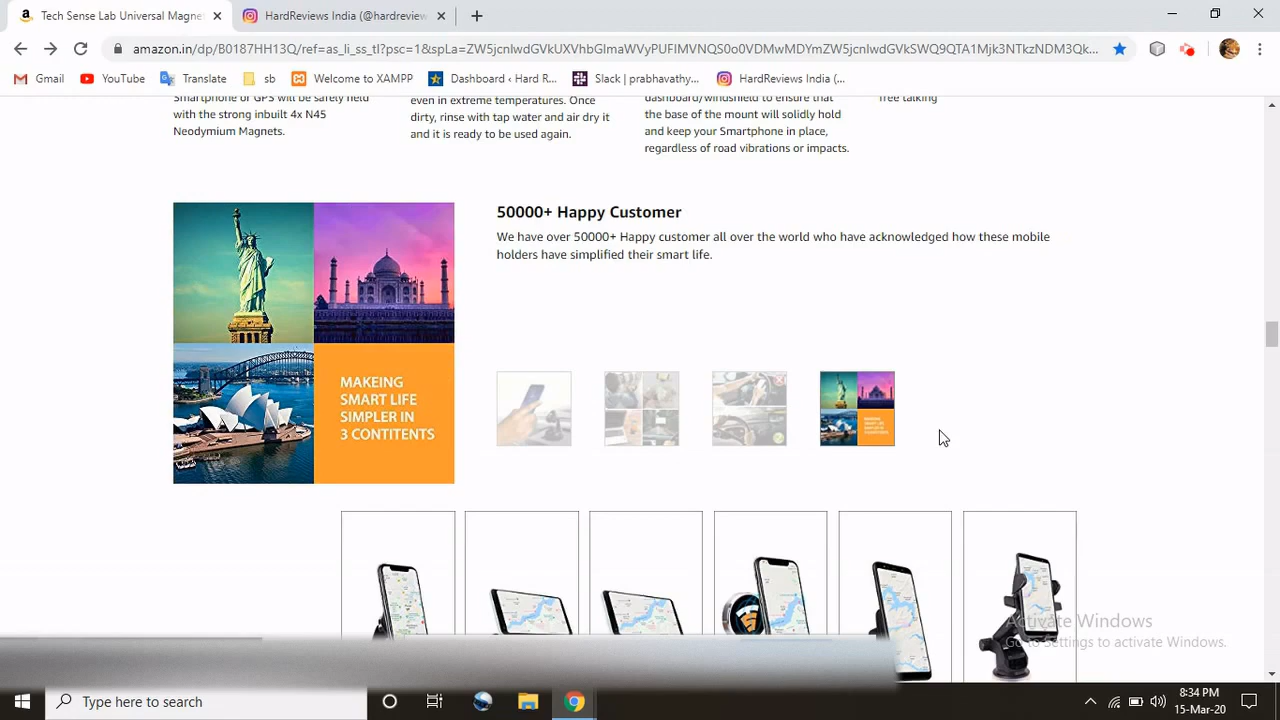 Tech Sense Lab Universal Magne
HardReviews India (@hardreview
amazon.in/dp/B0187HH13Q/ref=as_li_ss_tl?psc=1&spLa=ZW5jcnlwdGVkUXVhbGlmaWVyPUFIMVNQS0o0VDMwMDYmZW5jcnlwdGVkSWQ9QTA1Mjk3NTkzNDM3Qk...
Gmail
YouTube
Translate
sb
Welcome to XAMPP
Dashboard ‹ Hard R...
Slack | prabhavathy...
HardReviews India (...
Smartphone or GPS will be safely held
with the strong inbuilt 4x N45
Neodymium Magnets.
even in extreme temperatures. Once
dirty, rinse with tap water and air dry it
and it is ready to be used again.
dashboard/windshield to ensure that
the base of the mount will solidly hold
and keep your Smartphone in place,
regardless of road vibrations or impacts.
free talking
50000+ Happy Customer
We have over 50000+ Happy customer all over the world who have acknowledged how these mobile
holders have simplified their smart life.
MAKEING
SMART LIFE
SIMPLER IN
3 CONTITENTS
Activate Windows
Go to Settings to activate Windows.
Type here to search
8:34 PM
15-Mar-20